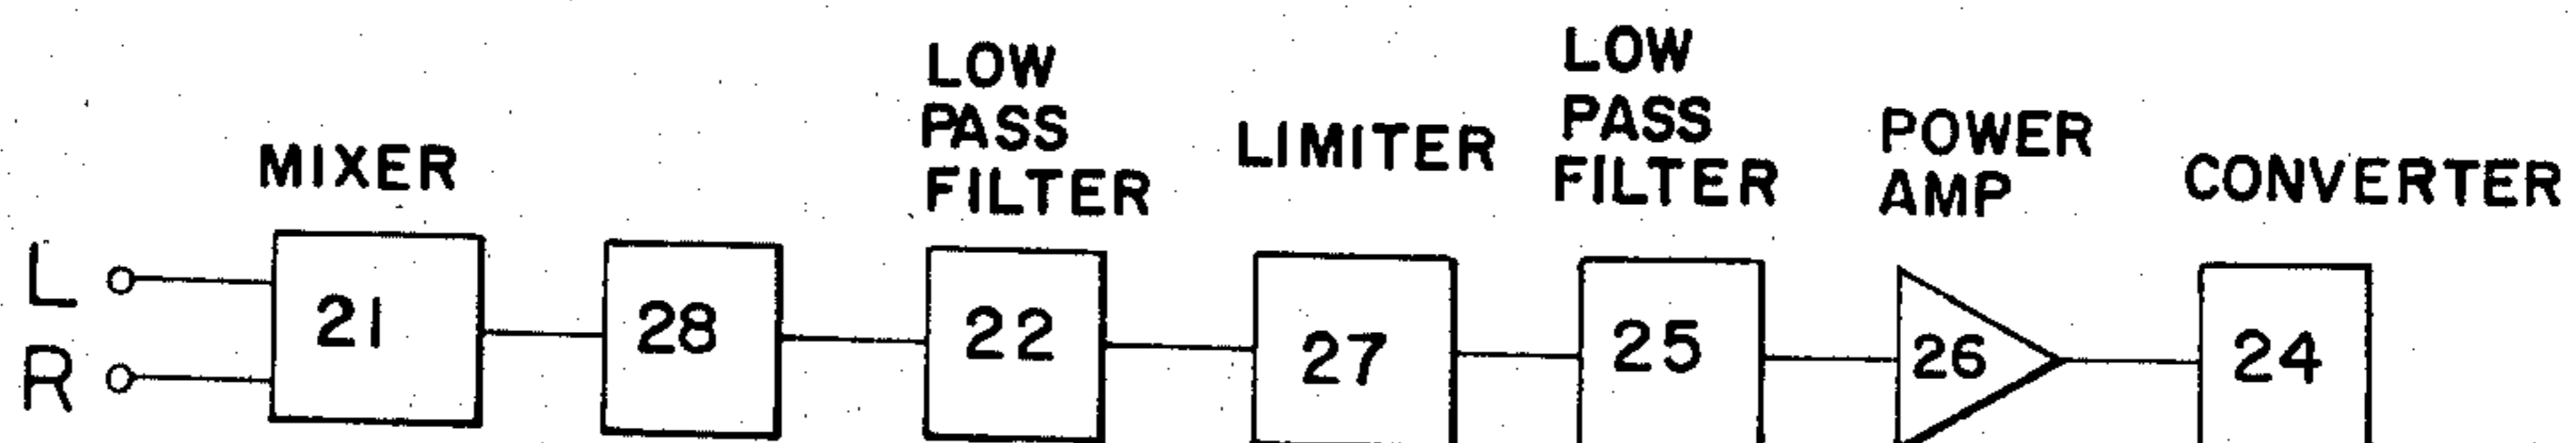 LOW
PASS
FILTER
LOW
PASS
FILTER
MIXER
LIMITER
POWER
AMP
CONVERTER
L
R
21
28
22
27
25
26
24